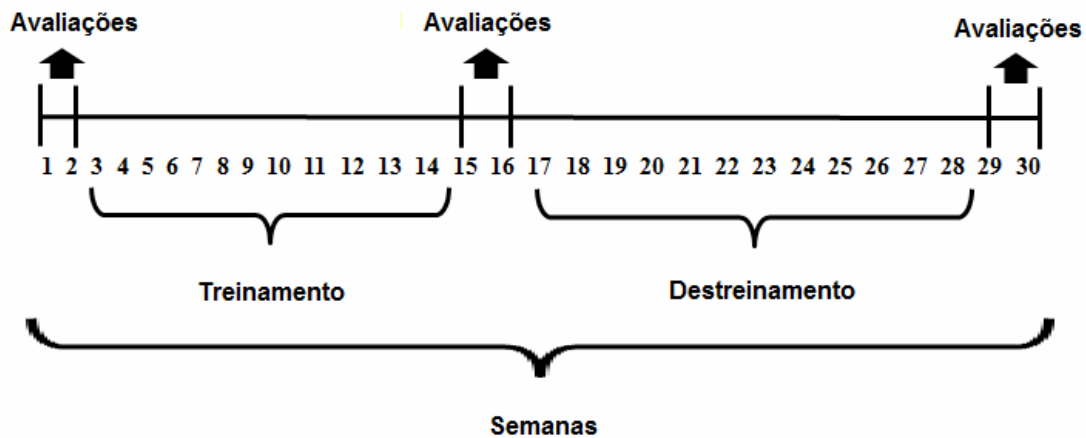 Avaliações Avaliações Avaliações
1 2 3 4 5 6 7 8 9 10 11 12 13 14 15 16 17 18 19 20 21 22 23 24 25 26 27 28 29 30
Treinamento Destreinamento
Semanas